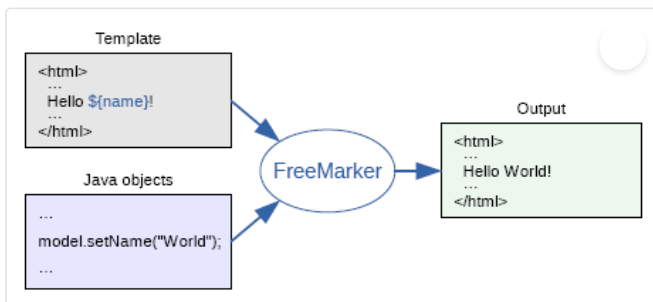 Template
<html>
...
Hello ${name}!
...
</html>
Java objects
...
model.setName("World");
...
FreeMarker
Output
<html>
...
Hello World!
...
</html>